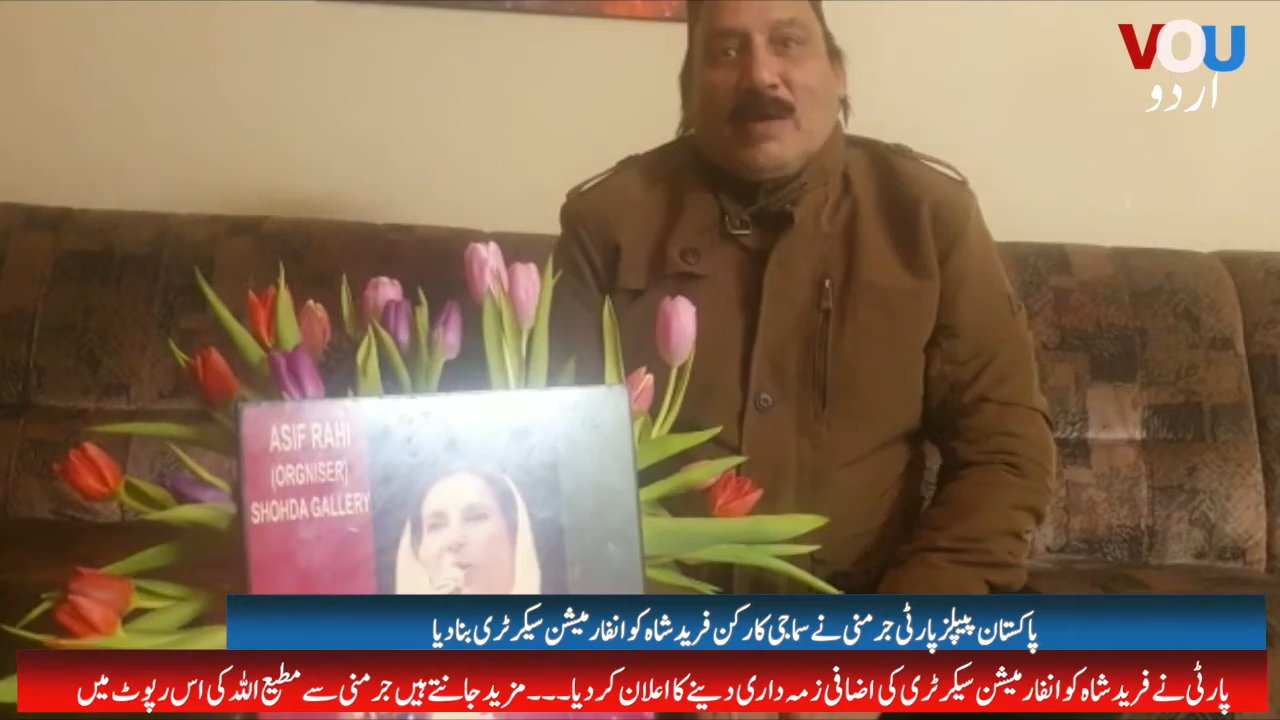 VOU
اردو
ASIF RAHI
(ORGNISER)
SHOHDA GALLERY
پاکستان پیپلز پارٹی جرمنی نے سماجی کارکن فرید شاہ کو انفارمیشن سیکرٹری بنا دیا
پارٹی نے فرید شاہ کو انفارمیشن سیکرٹری کی اضافی زمہ داری دینے کا اعلان کر دیا۔۔۔ مزید جانتے ہیں جرمنی سے مطیع اللہ کی اس رپوٹ میں